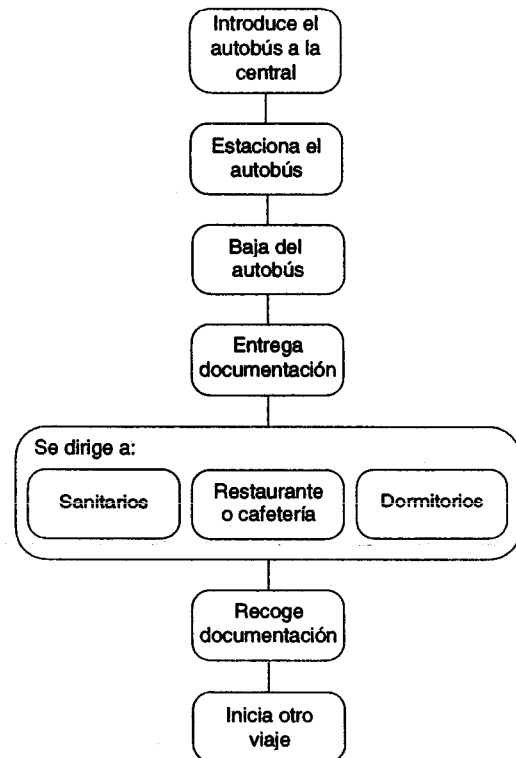 Introduce el
autobús a la
central
Estaciona el
autobús
Baja del
autobús
Entrega
documentación
Se dirige a:
Sanitarios
Restaurante
o cafetería
Dormitorios
Recoge
documentación
Inicia otro
viaje